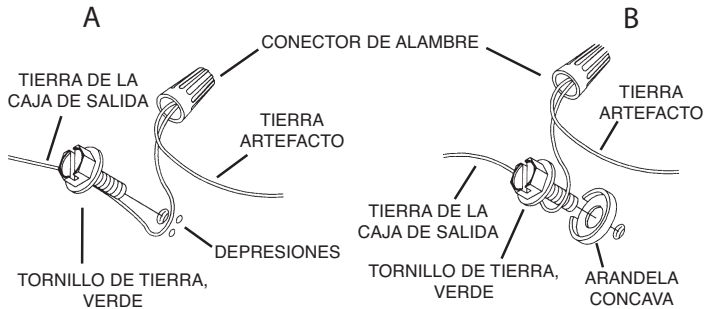 A
B
CONECTOR DE ALAMBRE
TIERRA DE LA
CAJA DE SALIDA
TIERRA
ARTEFACTO
DEPRESIONES
TORNILLO DE TIERRA,
VERDE
TIERRA
ARTEFACTO
TIERRA DE LA
CAJA DE SALIDA
TORNILLO DE TIERRA,
VERDE
ARANDELA
CONCAVA